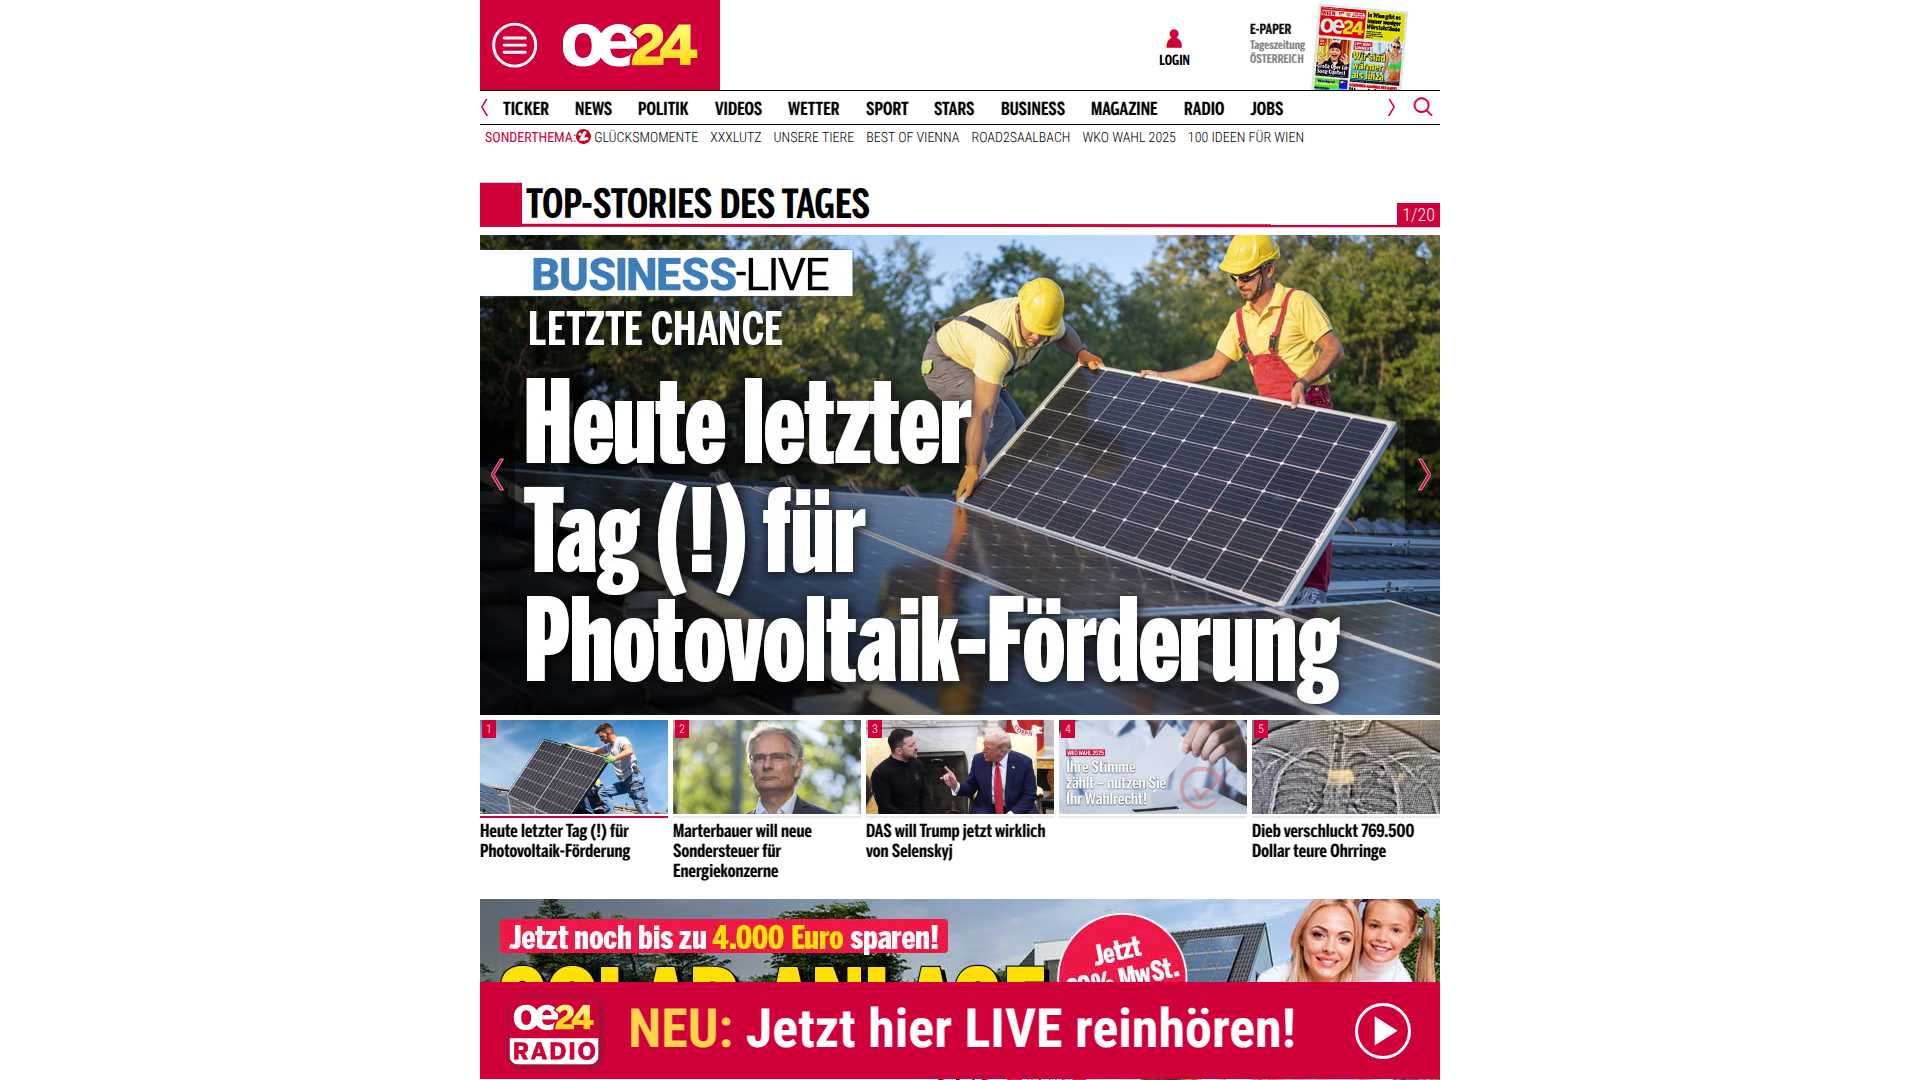 oe24
LOGIN
E-PAPER
Tageszeitung
ÖSTERREICH
oe24
TICKER NEWS POLITIK VIDEOS WETTER SPORT STARS BUSINESS MAGAZINE RADIO JOBS
SONDERTHEMA: GLÜCKSMOMENTE XXXLUTZ UNSERE TIERE BEST OF VIENNA ROAD2SAALBACH WKO WAHL 2025 100 IDEEN FÜR WIEN
TOP-STORIES DES TAGES
1/20
BUSINESS-LIVE
LETZTE CHANCE
Heute letzter
Tag (!) für
Photovoltaik-Förderung
1
Heute letzter Tag (!) für
Photovoltaik-Förderung
2
Marterbauer will neue
Sondersteuer für
Energiekonzerne
3
DAS will Trump jetzt wirklich
von Selenskyj
4
WKO WAHL 2025
Ihre Stimme
zählt – nutzen Sie
Ihr Wahlrecht!
5
Dieb verschluckt 769.500
Dollar teure Ohrringe
Jetzt noch bis zu 4.000 Euro sparen!
SOLAR-ANLAGE
Jetzt
MwSt.
oe24
RADIO
NEU: Jetzt hier LIVE reinhören!